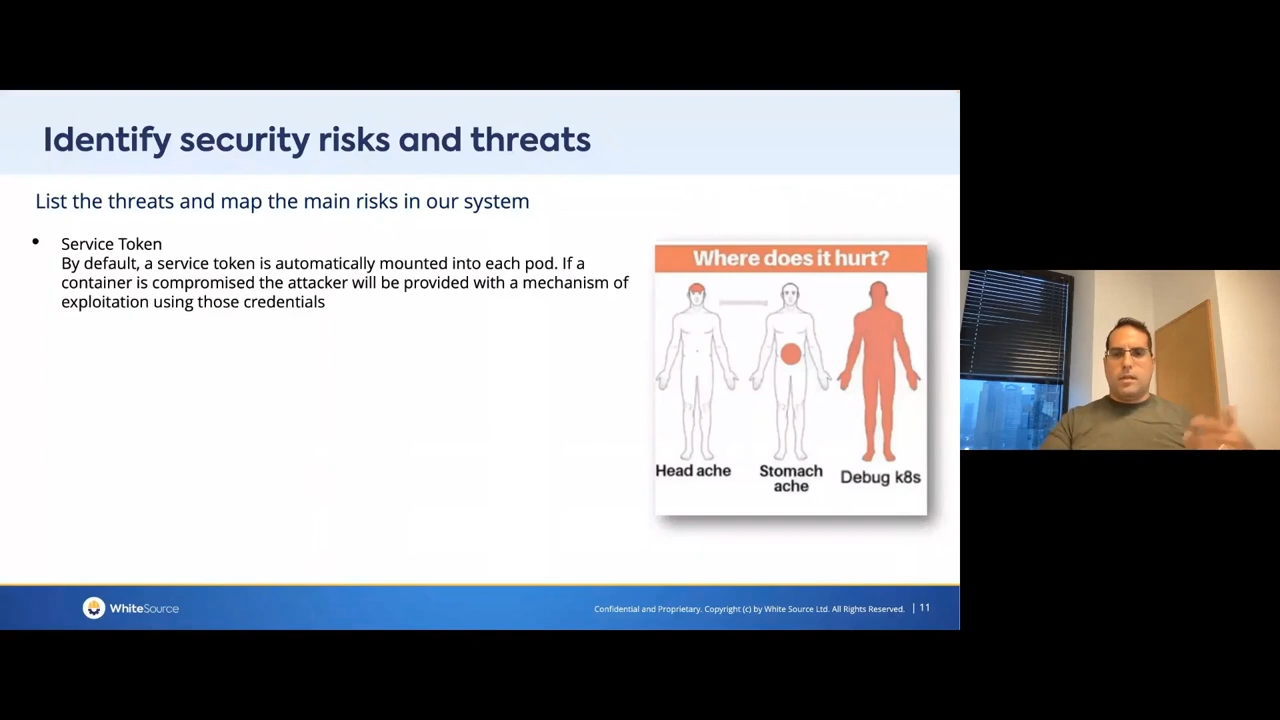 Identify security risks and threats
List the threats and map the main risks in our system
• Service Token
By default, a service token is automatically mounted into each pod. If a
container is compromised the attacker will be provided with a mechanism of
exploitation using those credentials
Where does it hurt?
Head ache
Stomach
ache
Debug k8s
WhiteSource
Confidential and Proprietary. Copyright (c) by White Source Ltd. All Rights Reserved. | 11